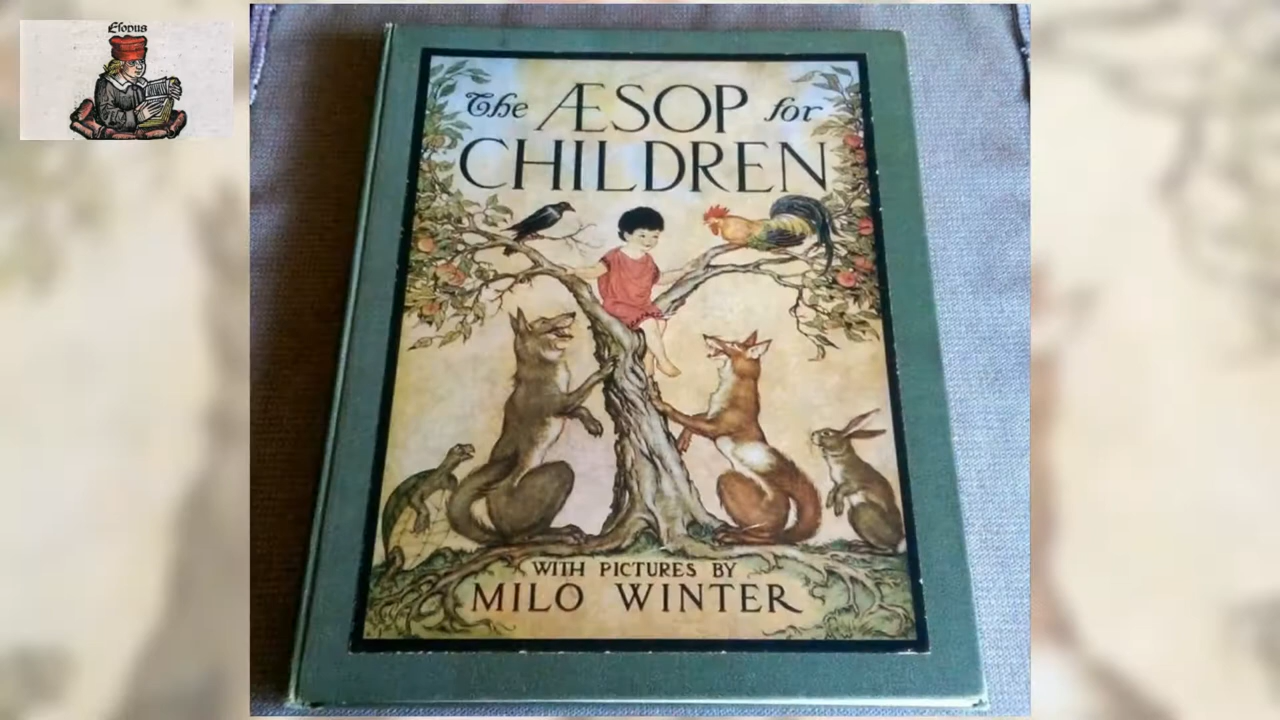 Esopus
The ÆSOP for
CHILDREN
WITH PICTURES BY
MILO WINTER